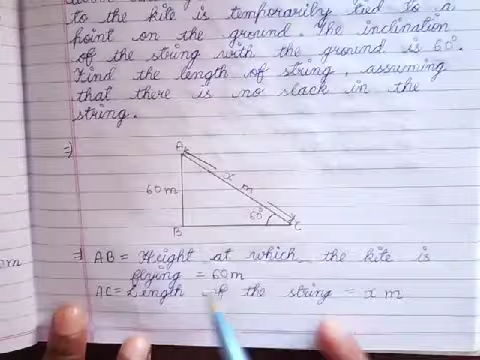 to the kite is temporarily tied to a
point on the ground. The inclination
of the string with the ground is 60°.
Find the length of string, assuming
that there is no slack in the
string.
⇒
A
x m
60 m
60°
B
C
⇒ AB = Height at which the kite is
flying = 60m
AC = Length of the string = x m